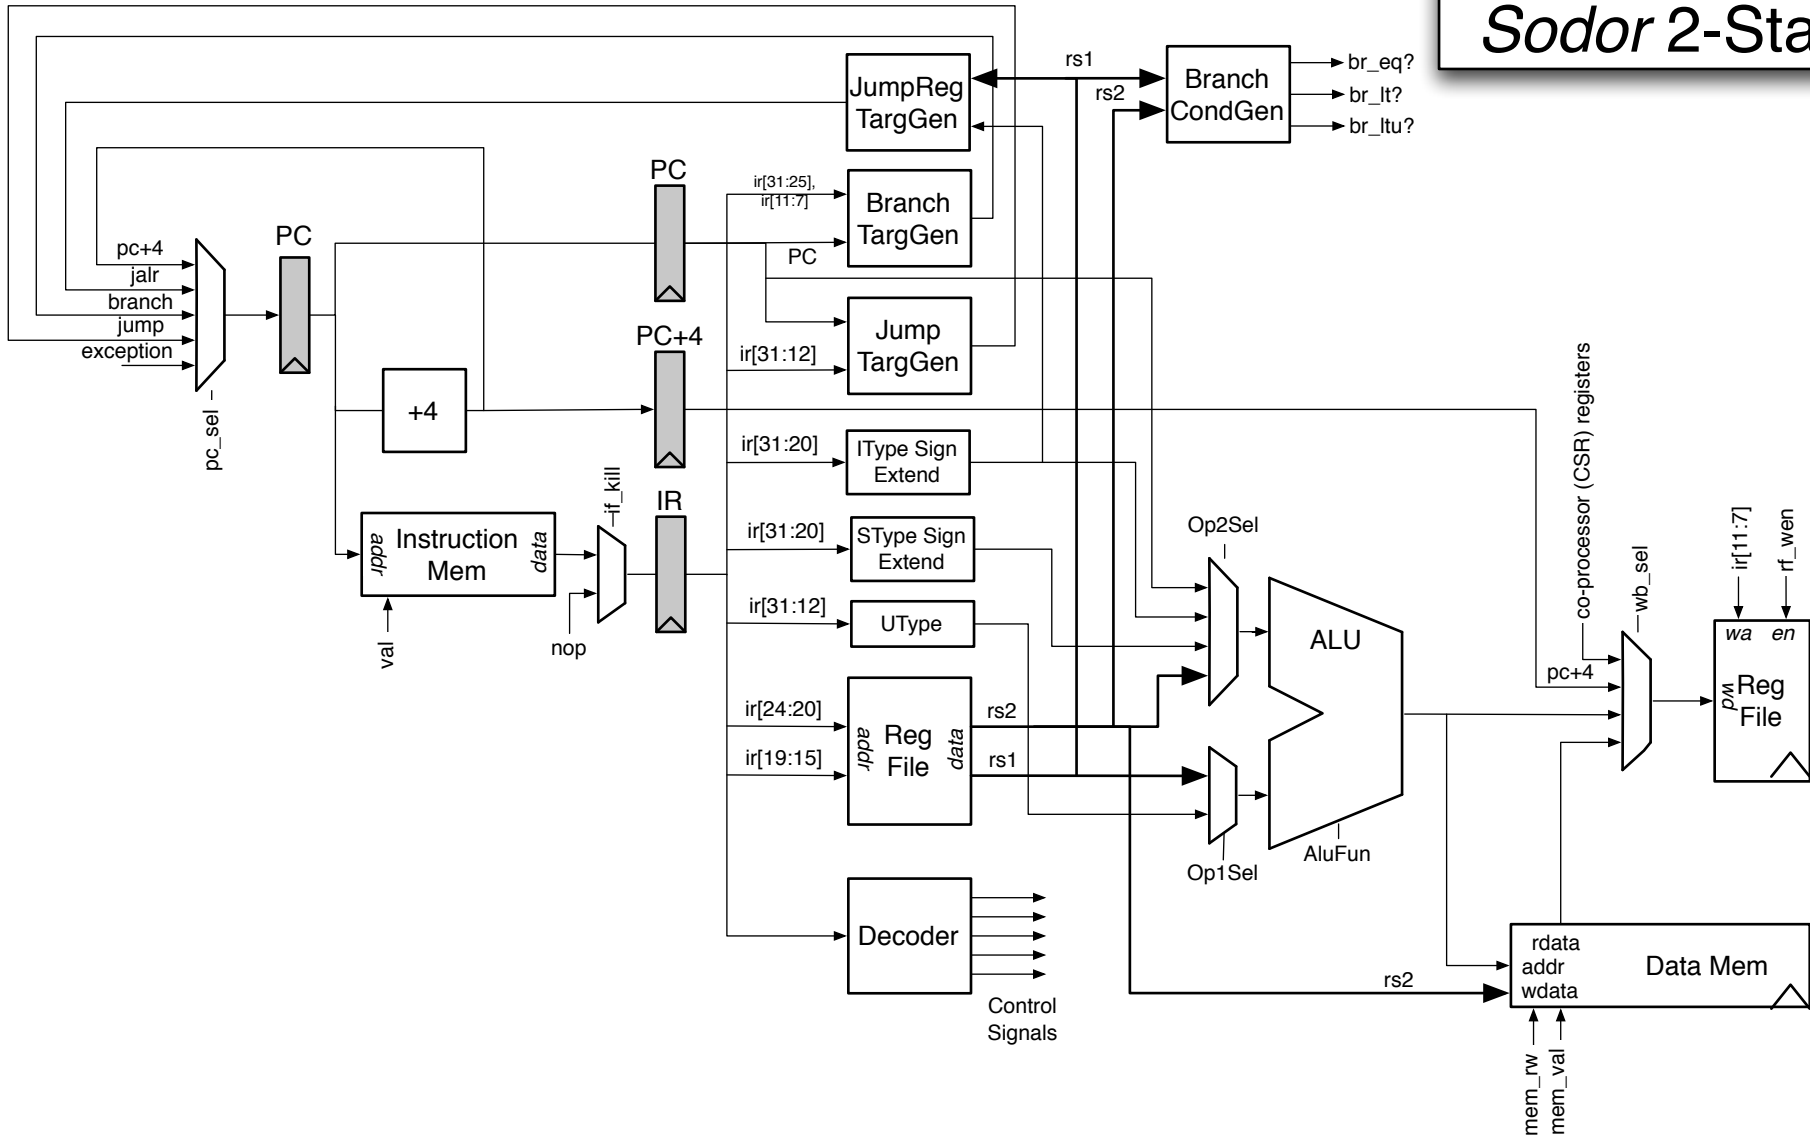 Sodor 2-Sta
rs1
rs2
JumpReg
TargGen
Branch
CondGen
br_eq?
br_lt?
br_ltu?
PC
ir[31:25],
ir[11:7]
Branch
TargGen
PC
PC
pc+4
jalr
branch
jump
exception
pc_sel
PC+4
Jump
TargGen
ir[31:12]
+4
ir[31:20]
IType Sign
Extend
if_kill
IR
Instruction
Mem
addr
data
val
nop
ir[31:20]
SType Sign
Extend
ir[31:12]
UType
Op2Sel
ALU
AluFun
Op1Sel
ir[24:20]
ir[19:15]
addr
Reg
File
data
rs2
rs1
Decoder
Control
Signals
co-processor (CSR) registers
pc+4
wb_sel
ir[11:7]
rf_wen
wa
en
wd
Reg
File
rs2
rdata
addr
wdata
Data Mem
mem_rw
mem_val